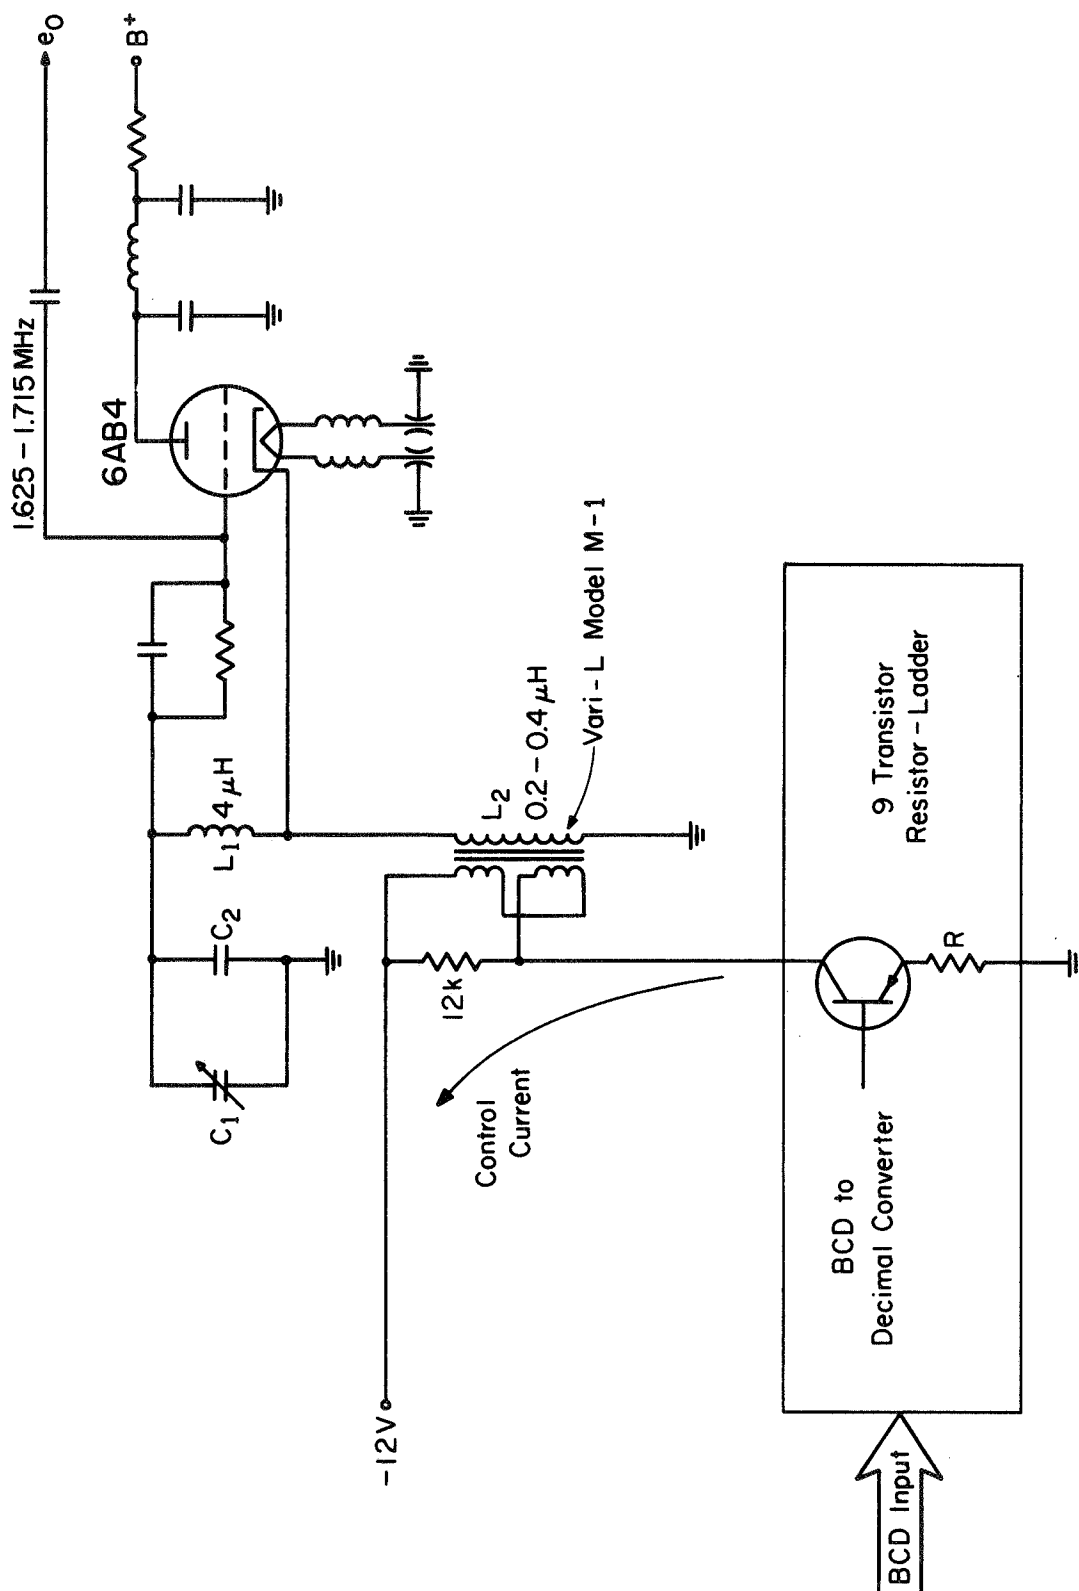 1.625 - 1.715 MHz
e0
B+
6AB4
C1
C2
L1
4 μH
L2
0.2 - 0.4 μH
Vari - L Model M-1
12k
-12V
Control
Current
BCD Input
BCD to
Decimal Converter
R
9 Transistor
Resistor - Ladder